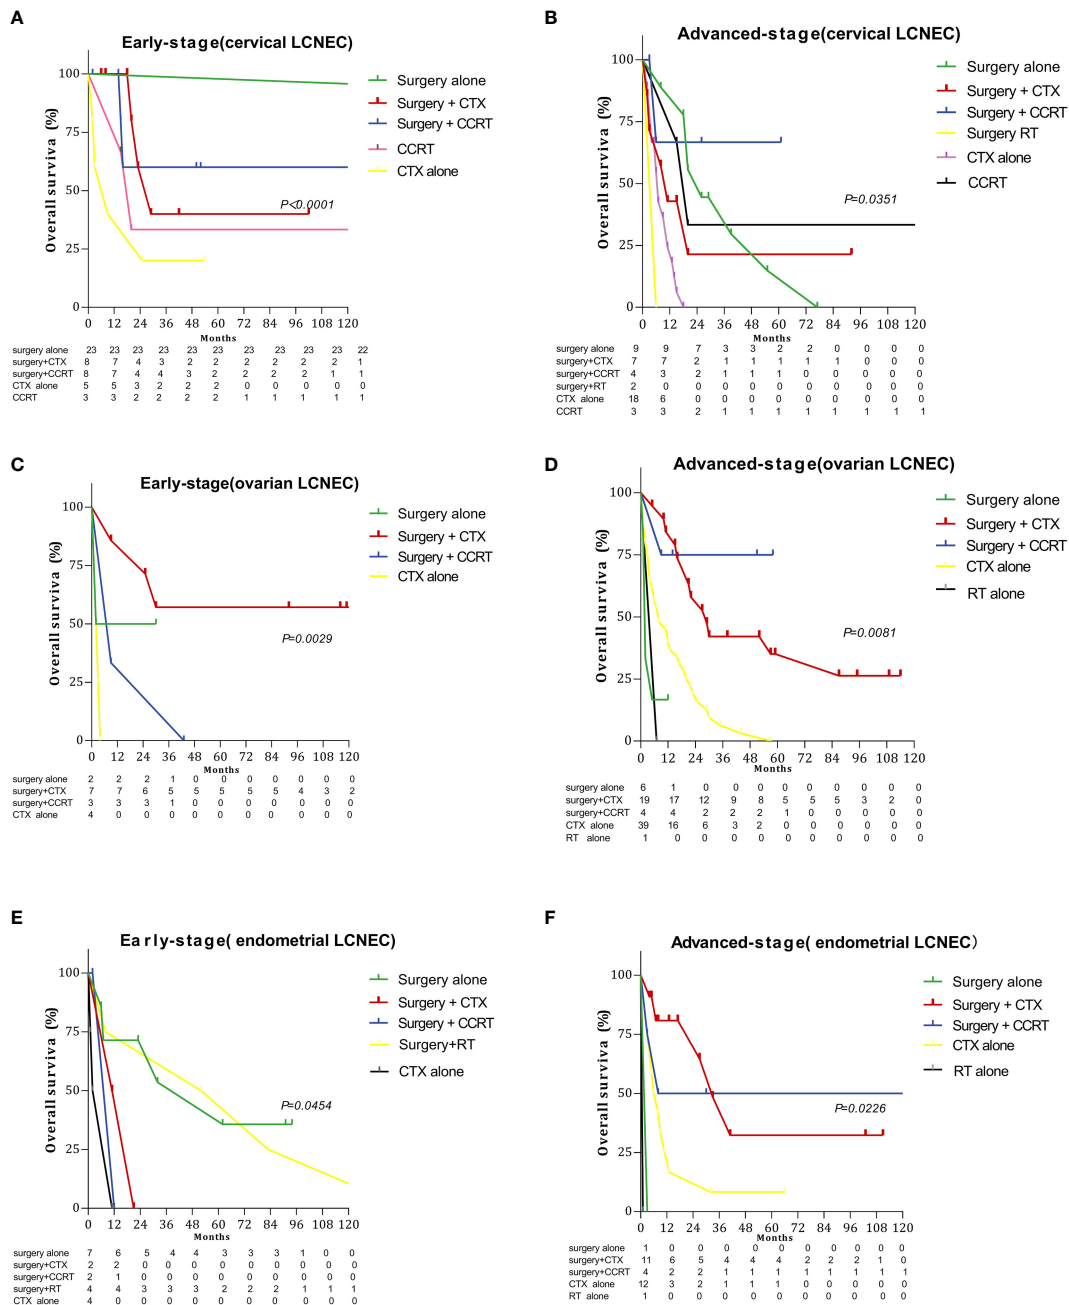 A
Early-stage(cervical LCNEC)
Overall surviva (%)
100
75
50
25
0
0 12 24 36 48 60 72 84 96 108 120
Months
Surgery alone
Surgery + CTX
Surgery + CCRT
CCRT
CTX alone
P<0.0001
surgery alone 23 23 23 23 23 23 23 23 23 22
surgery+CTX 8 7 4 3 2 2 2 2 2 2 1
surgery+CCRT 8 7 4 4 3 2 2 2 2 1 1
CTX alone 5 5 3 2 2 2 0 0 0 0 0
CCRT 3 3 2 2 2 2 1 1 1 1 1
B
Advanced-stage(cervical LCNEC)
Overall surviva (%)
100
75
50
25
0
0 12 24 36 48 60 72 84 96 108 120
Months
Surgery alone
Surgery + CTX
Surgery + CCRT
Surgery RT
CTX alone
CCRT
P=0.0351
surgery alone 9 9 7 3 3 2 2 0 0 0 0
surgery+CTX 7 7 2 1 1 1 1 1 0 0 0
surgery+CCRT 4 3 2 1 1 1 0 0 0 0 0
surgery+RT 2 0 0 0 0 0 0 0 0 0 0
CTX alone 18 6 0 0 0 0 0 0 0 0 0
CCRT 3 3 2 1 1 1 1 1 1 1 1
C
Early-stage(ovarian LCNEC)
Overall surviva (%)
100
75
50
25
0
0 12 24 36 48 60 72 84 96 108 120
Months
Surgery alone
Surgery + CTX
Surgery + CCRT
CTX alone
P=0.0029
surgery alone 2 2 2 1 0 0 0 0 0 0 0
surgery+CTX 7 7 6 5 5 5 5 5 4 3 2
surgery+CCRT 3 3 3 1 0 0 0 0 0 0 0
CTX alone 4 0 0 0 0 0 0 0 0 0 0
D
Advanced-stage(ovarian LCNEC)
Overall surviva (%)
100
75
50
25
0
0 12 24 36 48 60 72 84 96 108 120
Months
Surgery alone
Surgery + CTX
Surgery + CCRT
CTX alone
RT alone
P=0.0081
surgery alone 6 1 0 0 0 0 0 0 0 0 0
surgery+CTX 19 17 12 9 8 5 5 5 3 2 0
surgery+CCRT 4 4 2 2 2 1 0 0 0 0 0
CTX alone 39 16 6 3 2 0 0 0 0 0 0
RT alone 1 0 0 0 0 0 0 0 0 0 0
E
Early-stage( endometrial LCNEC)
Overall surviva (%)
100
75
50
25
0
0 12 24 36 48 60 72 84 96 108 120
Months
Surgery alone
Surgery + CTX
Surgery + CCRT
Surgery+RT
CTX alone
P=0.0454
surgery alone 7 6 5 4 4 3 3 3 1 0 0
surgery+CTX 2 2 0 0 0 0 0 0 0 0 0
surgery+CCRT 2 1 0 0 0 0 0 0 0 0 0
surgery+RT 4 4 3 3 3 2 2 2 1 1 1
CTX alone 4 0 0 0 0 0 0 0 0 0 0
F
Advanced-stage( endometrial LCNEC)
Overall surviva (%)
100
75
50
25
0
0 12 24 36 48 60 72 84 96 108 120
Months
Surgery alone
Surgery + CTX
Surgery + CCRT
CTX alone
RT alone
P=0.0226
surgery alone 1 0 0 0 0 0 0 0 0 0 0
surgery+CTX 11 6 5 4 4 4 2 2 2 1 0
surgery+CCRT 4 2 2 1 1 1 1 1 1 1 1
CTX alone 12 3 2 1 1 1 0 0 0 0 0
RT alone 1 0 0 0 0 0 0 0 0 0 0